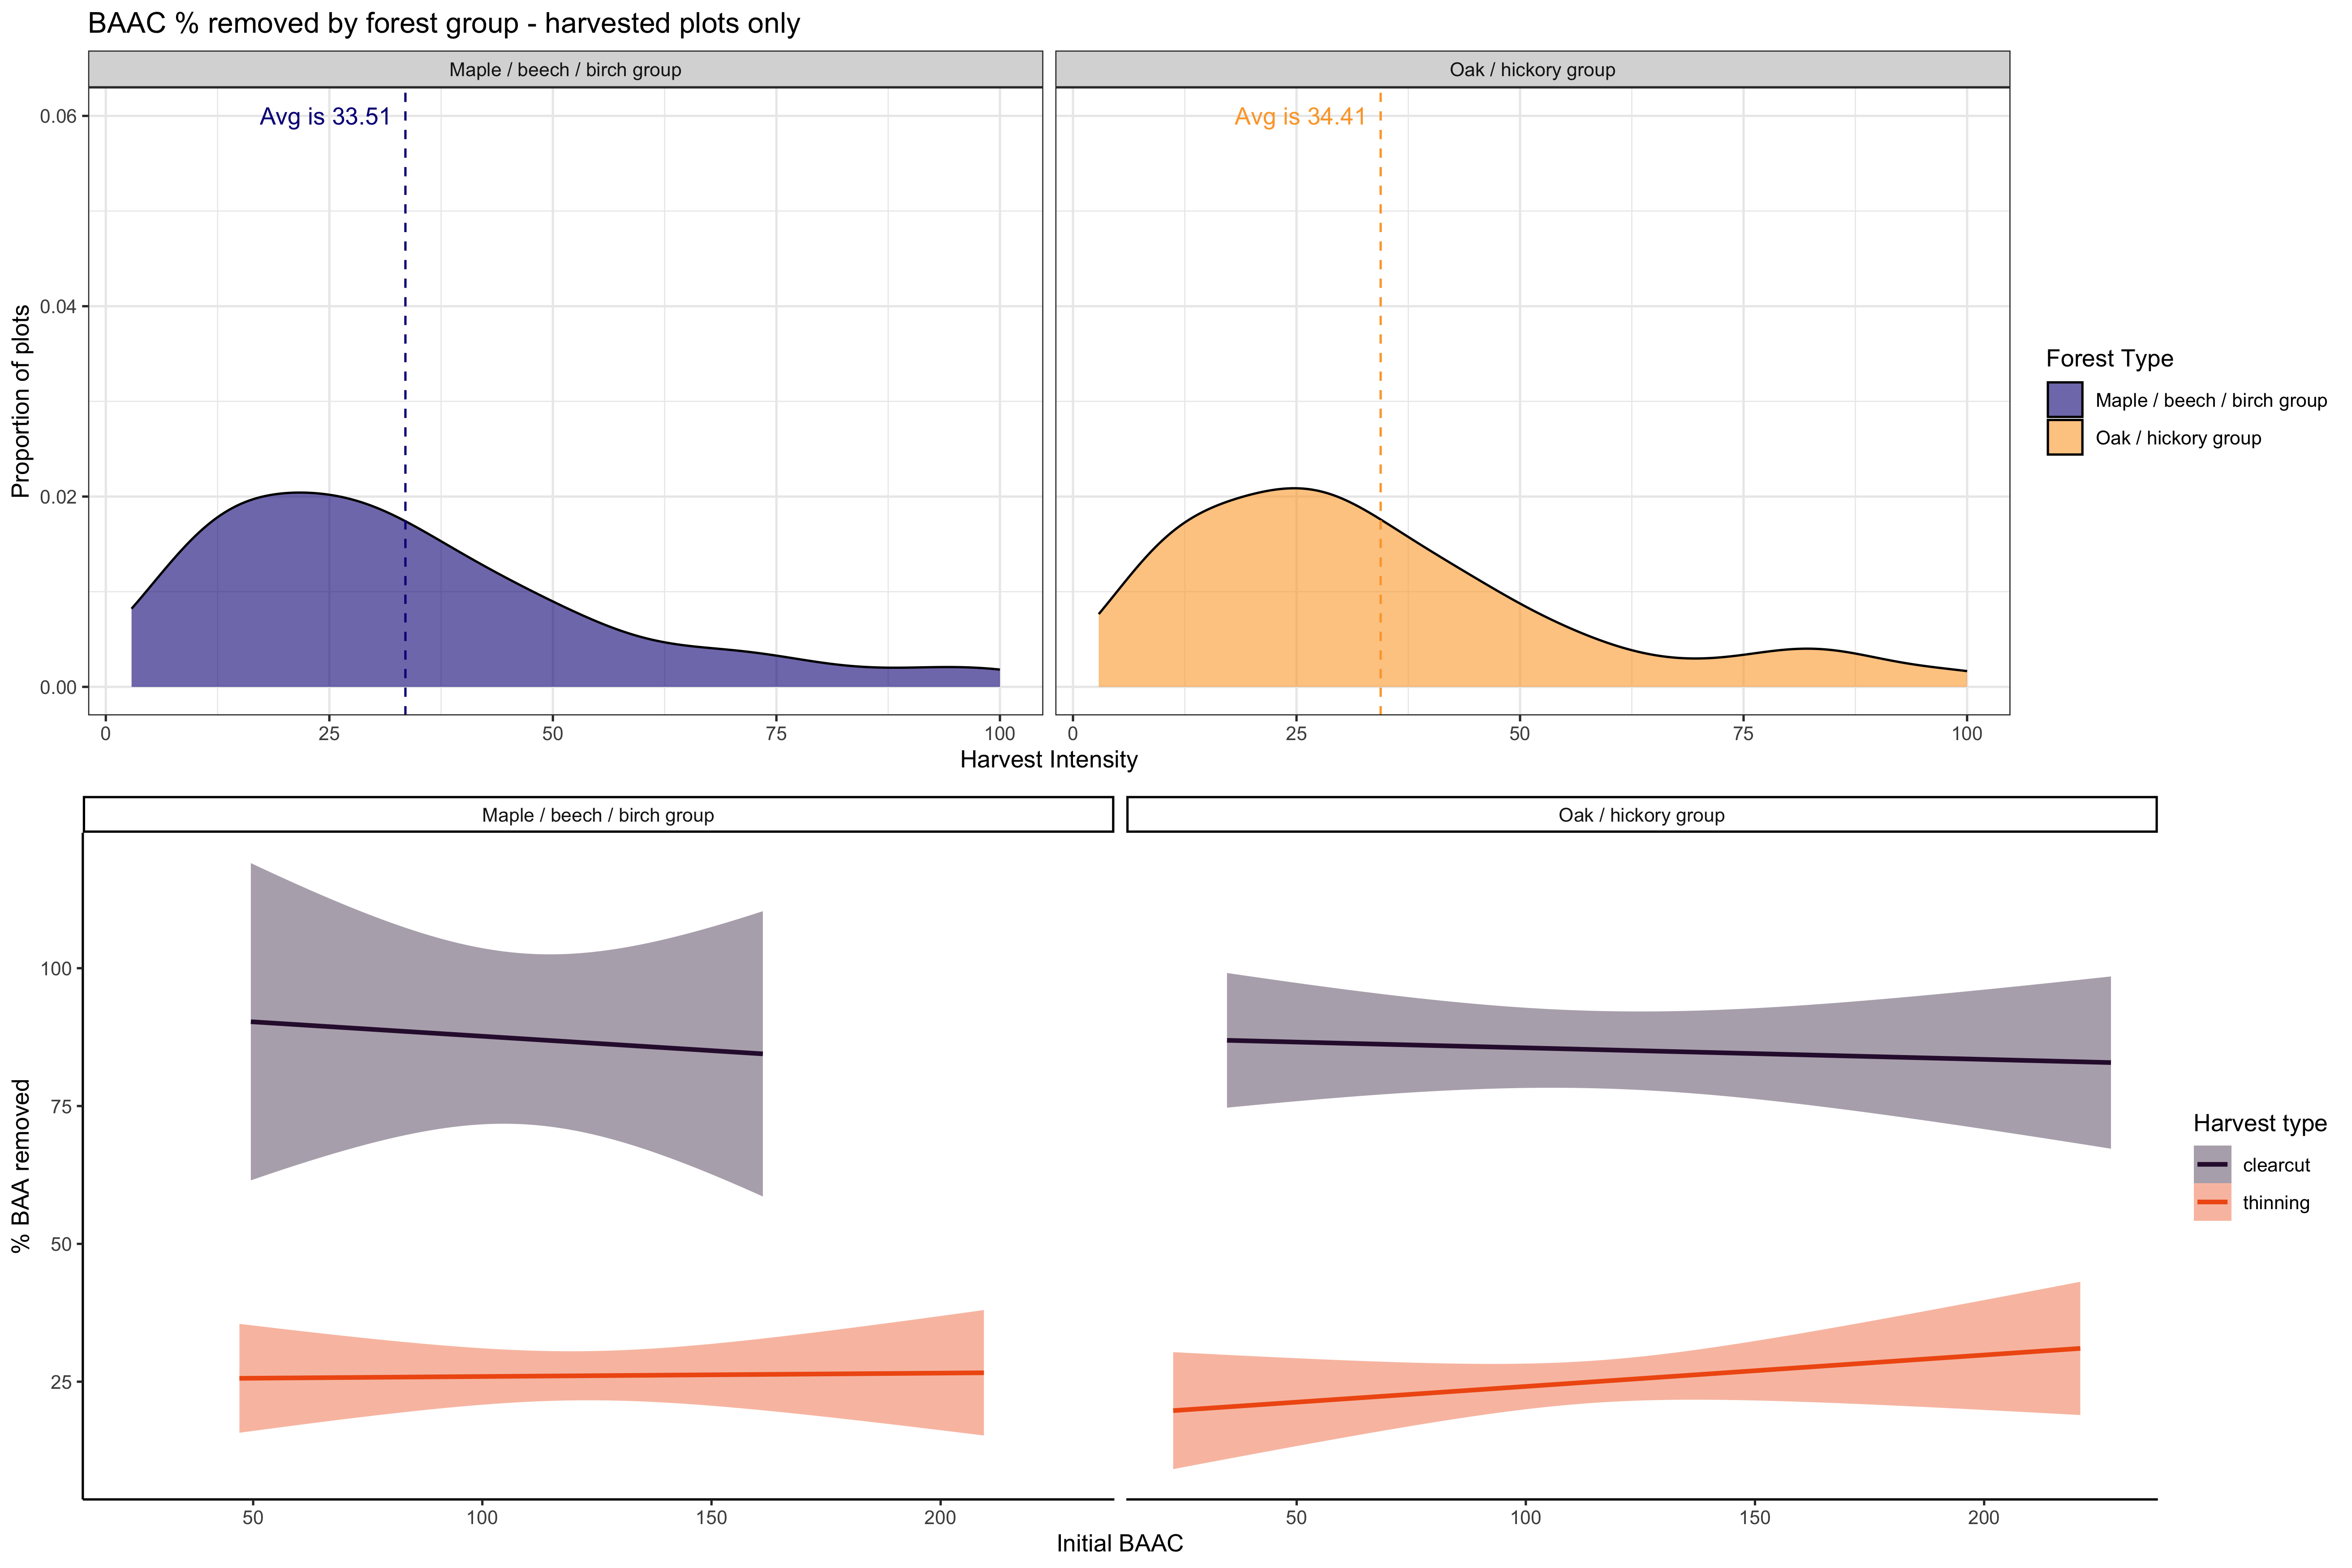 BAAC % removed by forest group - harvested plots only
Maple / beech / birch group
Oak / hickory group
Avg is 33.51
Avg is 34.41
Proportion of plots
0.06
0.04
0.02
0.00
0 25 50 75 100
0 25 50 75 100
Harvest Intensity
Forest Type
Maple / beech / birch group
Oak / hickory group
Maple / beech / birch group
Oak / hickory group
% BAA removed
100
75
50
25
50 100 150 200
50 100 150 200
Initial BAAC
Harvest type
clearcut
thinning